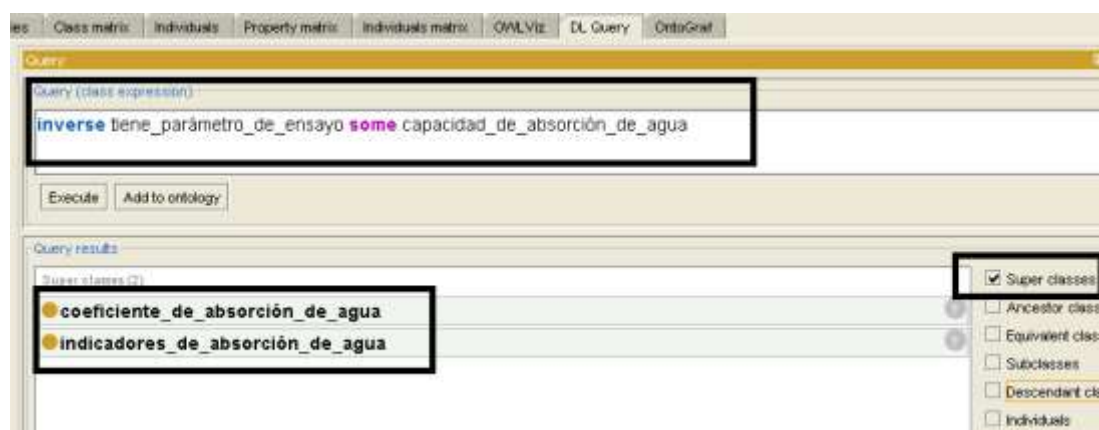 es Class matrix Individuals Property matrix Individuals matrix OWLViz DL Query OntoGraf
Query
Query (class expression)
inverse tiene_parámetro_de_ensayo some capacidad_de_absorción_de_agua
Execute Add to ontology
Query results
Super classes (2)
coeficiente_de_absorción_de_agua
indicadores_de_absorción_de_agua
Super classes
Ancestor class
Equivalent clas
Subclasses
Descendant cla
Individuals